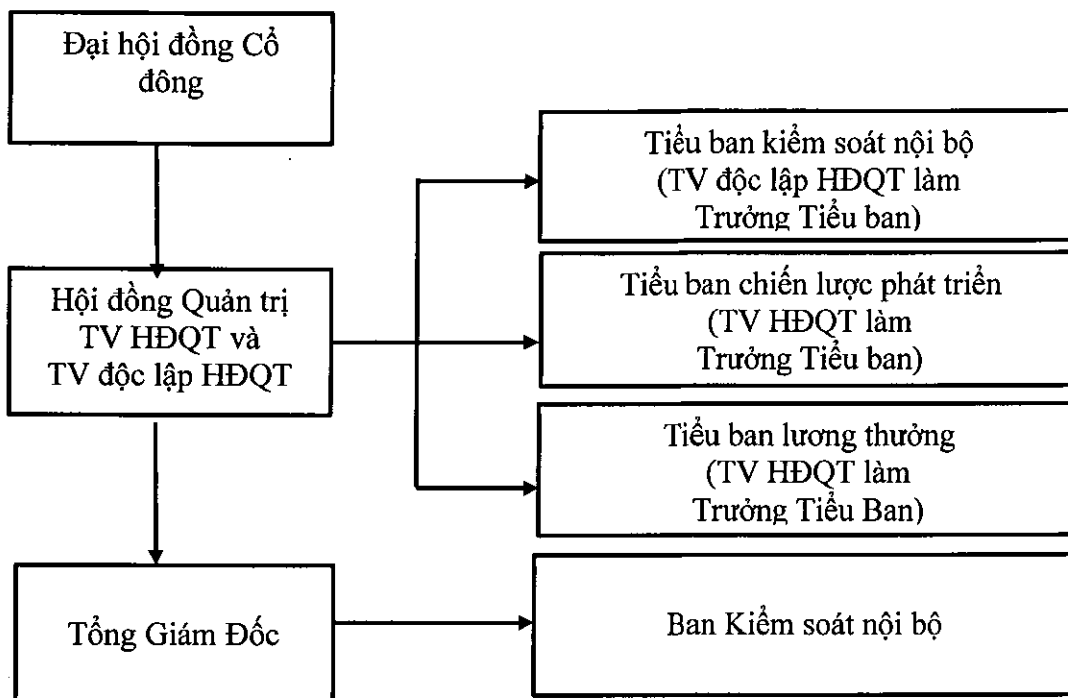 Đại hội đồng Cổ
đông
Tiểu ban kiểm soát nội bộ
(TV độc lập HĐQT làm
Trưởng Tiểu ban)
Hội đồng Quản trị
TV HĐQT và
TV độc lập HĐQT
Tiểu ban chiến lược phát triển
(TV HĐQT làm
Trưởng Tiểu ban)
Tiểu ban lương thưởng
(TV HĐQT làm
Trưởng Tiểu Ban)
Tổng Giám Đốc
Ban Kiểm soát nội bộ